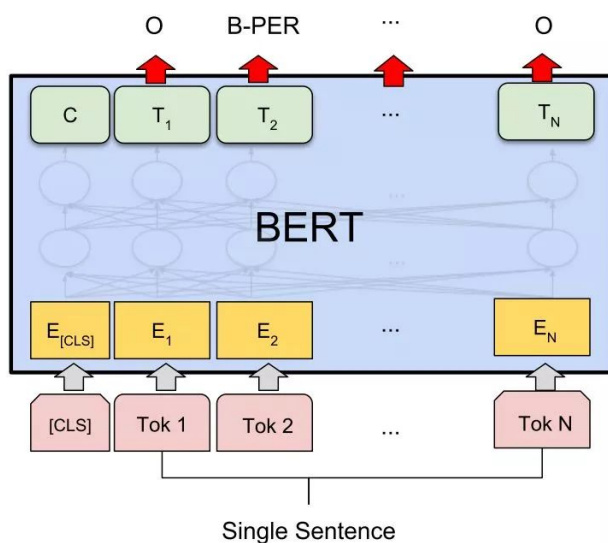 O B-PER ... O
C T1 T2 ... TN
...
BERT
...
E[CLS] E1 E2 ... EN
[CLS] Tok 1 Tok 2 ... Tok N
Single Sentence